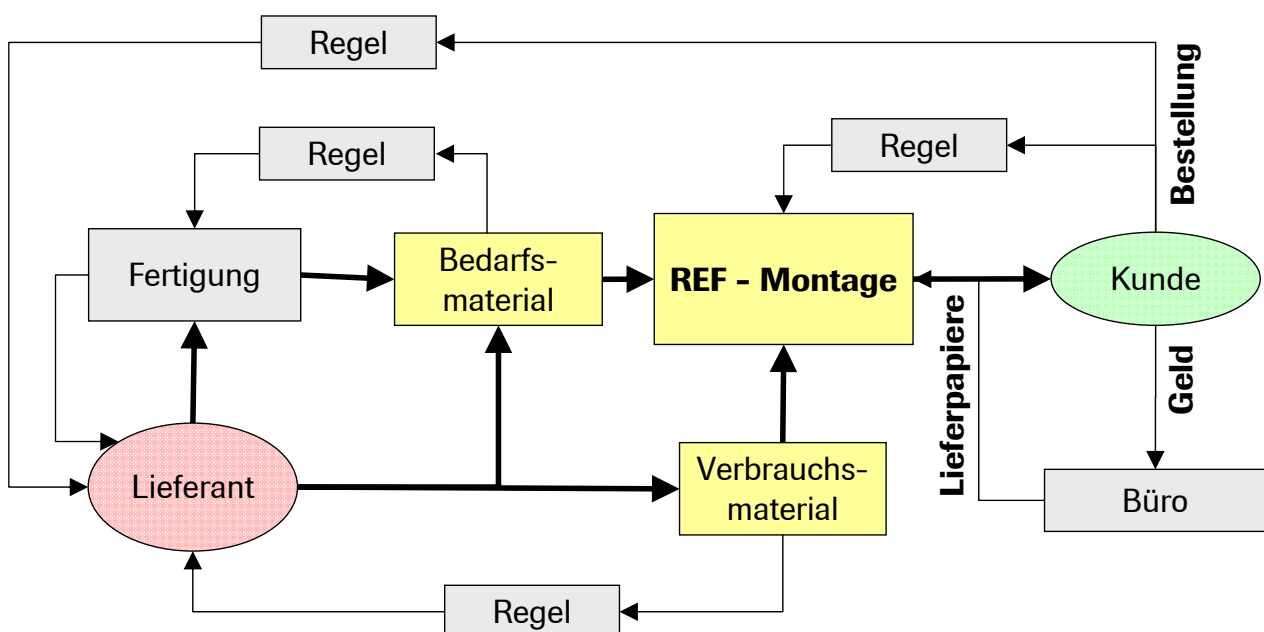 Regel
Bestellung
Regel
Regel
Fertigung
Bedarfs-
material
REF - Montage
Kunde
Lieferpapiere
Geld
Lieferant
Verbrauchs-
material
Büro
Regel